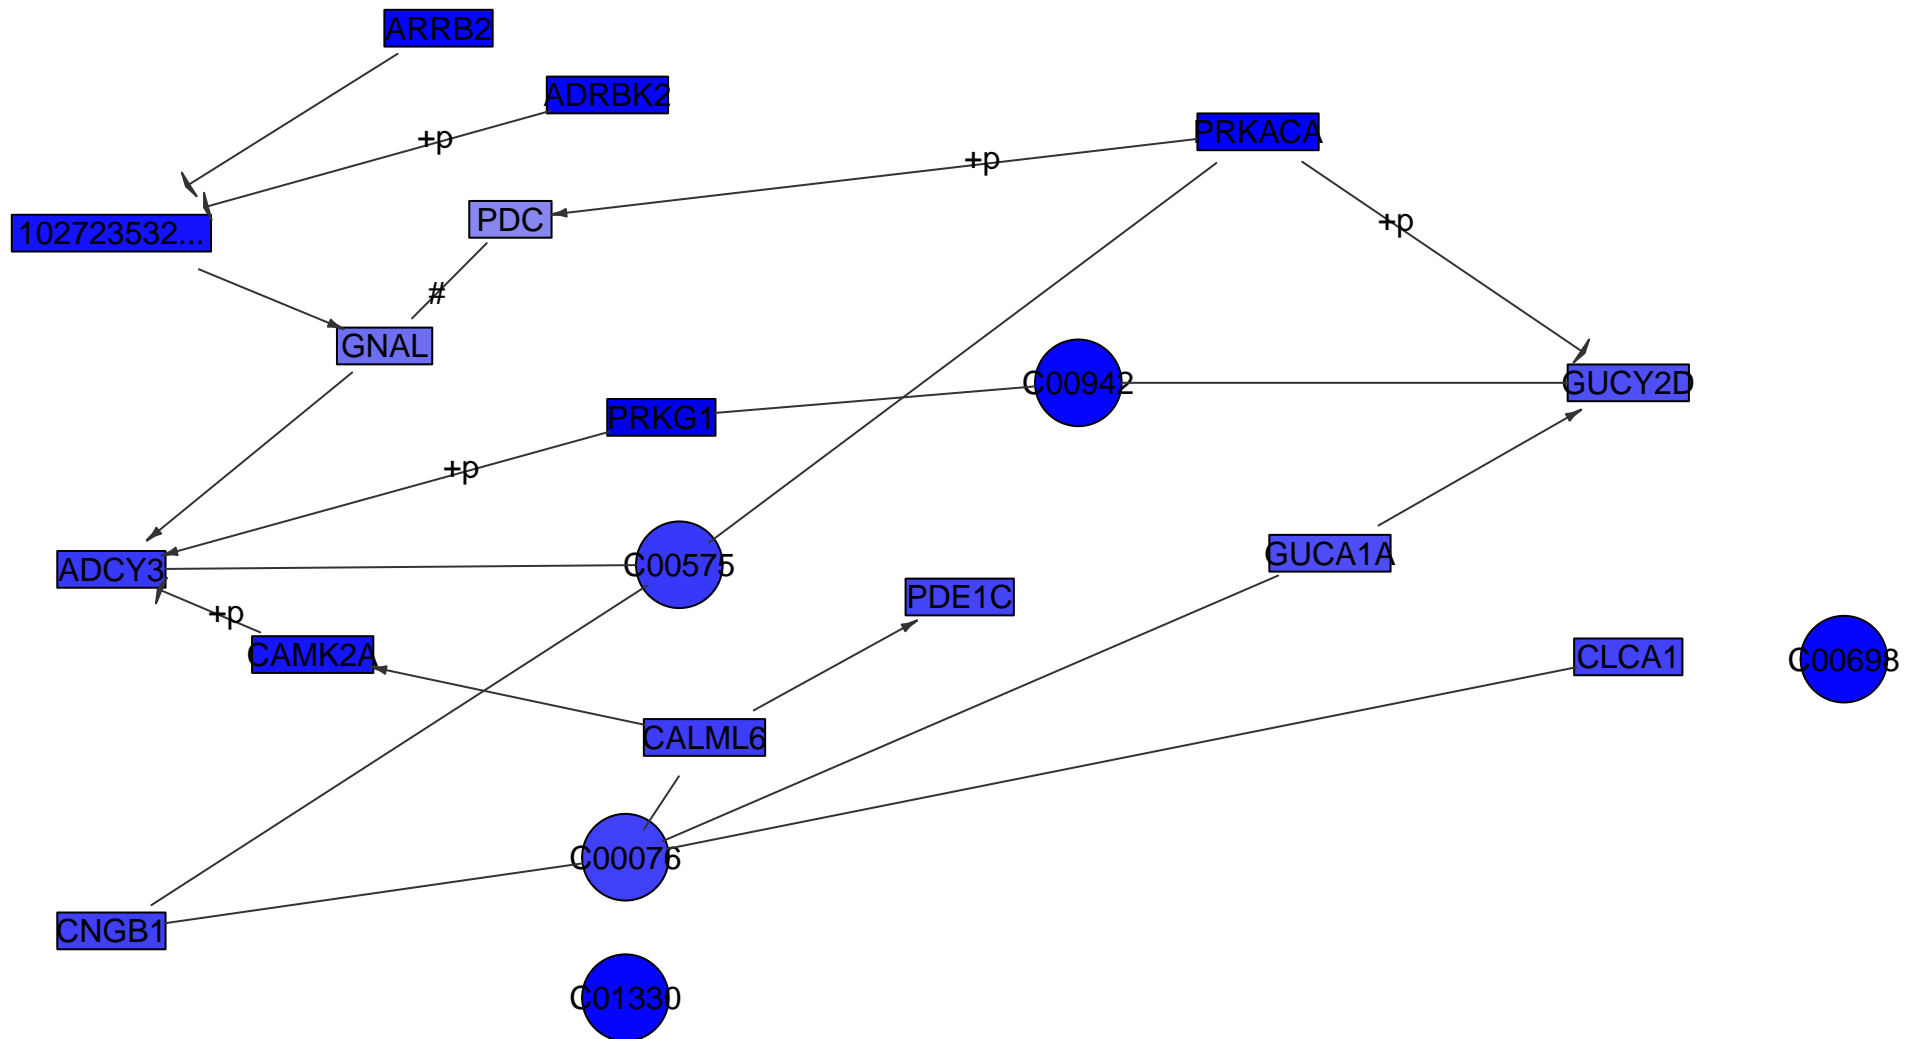 ARRB2
ADRBK2
PRKACA
+p
+p
PDC
+p
102723532...
#
GNAL
C00942
GUCY2D
PRKG1
+p
ADCY3
C00575
GUCA1A
PDE1C
+p
CAMK2A
CLCA1
C00698
CALML6
C00076
CNGB1
C01330